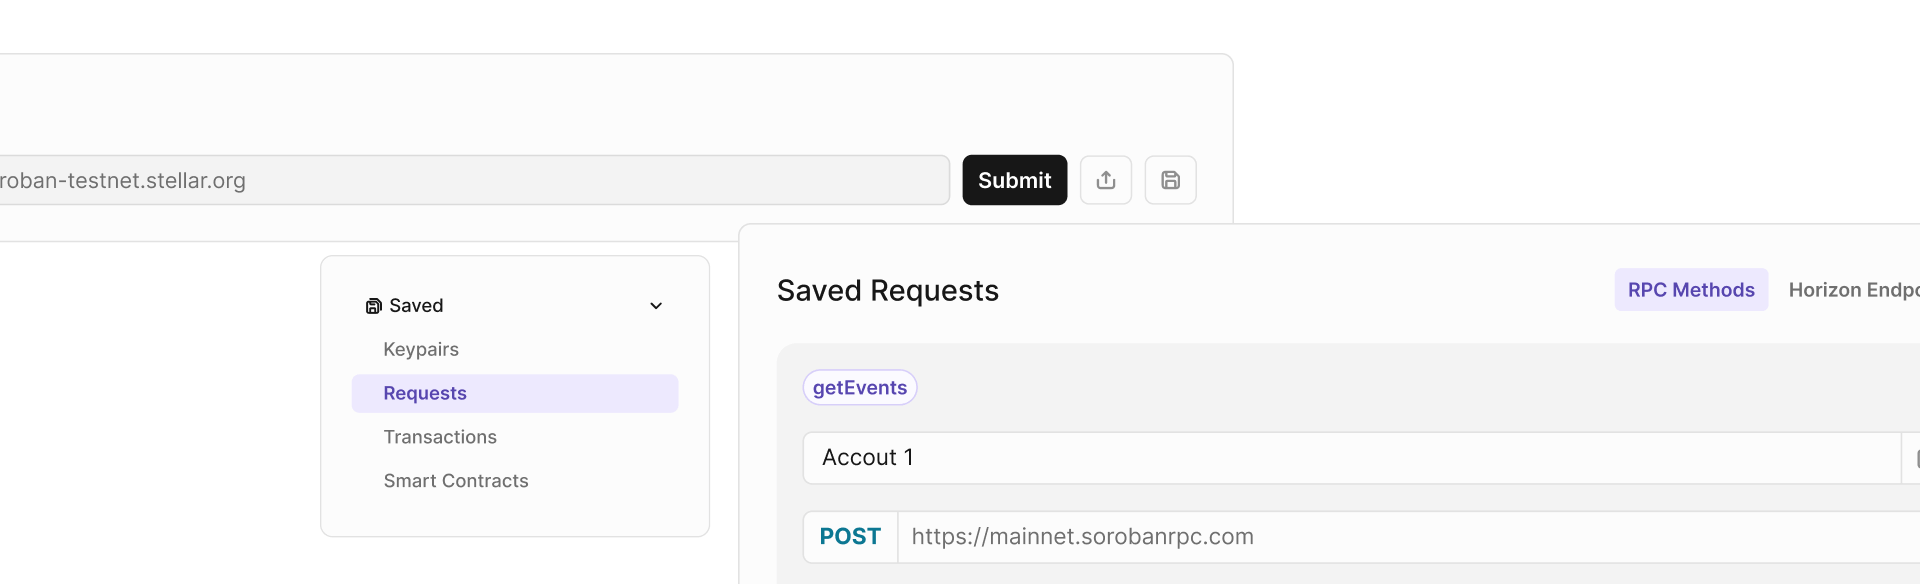 roban-testnet.stellar.org
Submit
Saved
Keypairs
Requests
Transactions
Smart Contracts
Saved Requests
RPC Methods
Horizon Endpo
getEvents
Accout 1
POST
https://mainnet.sorobanrpc.com